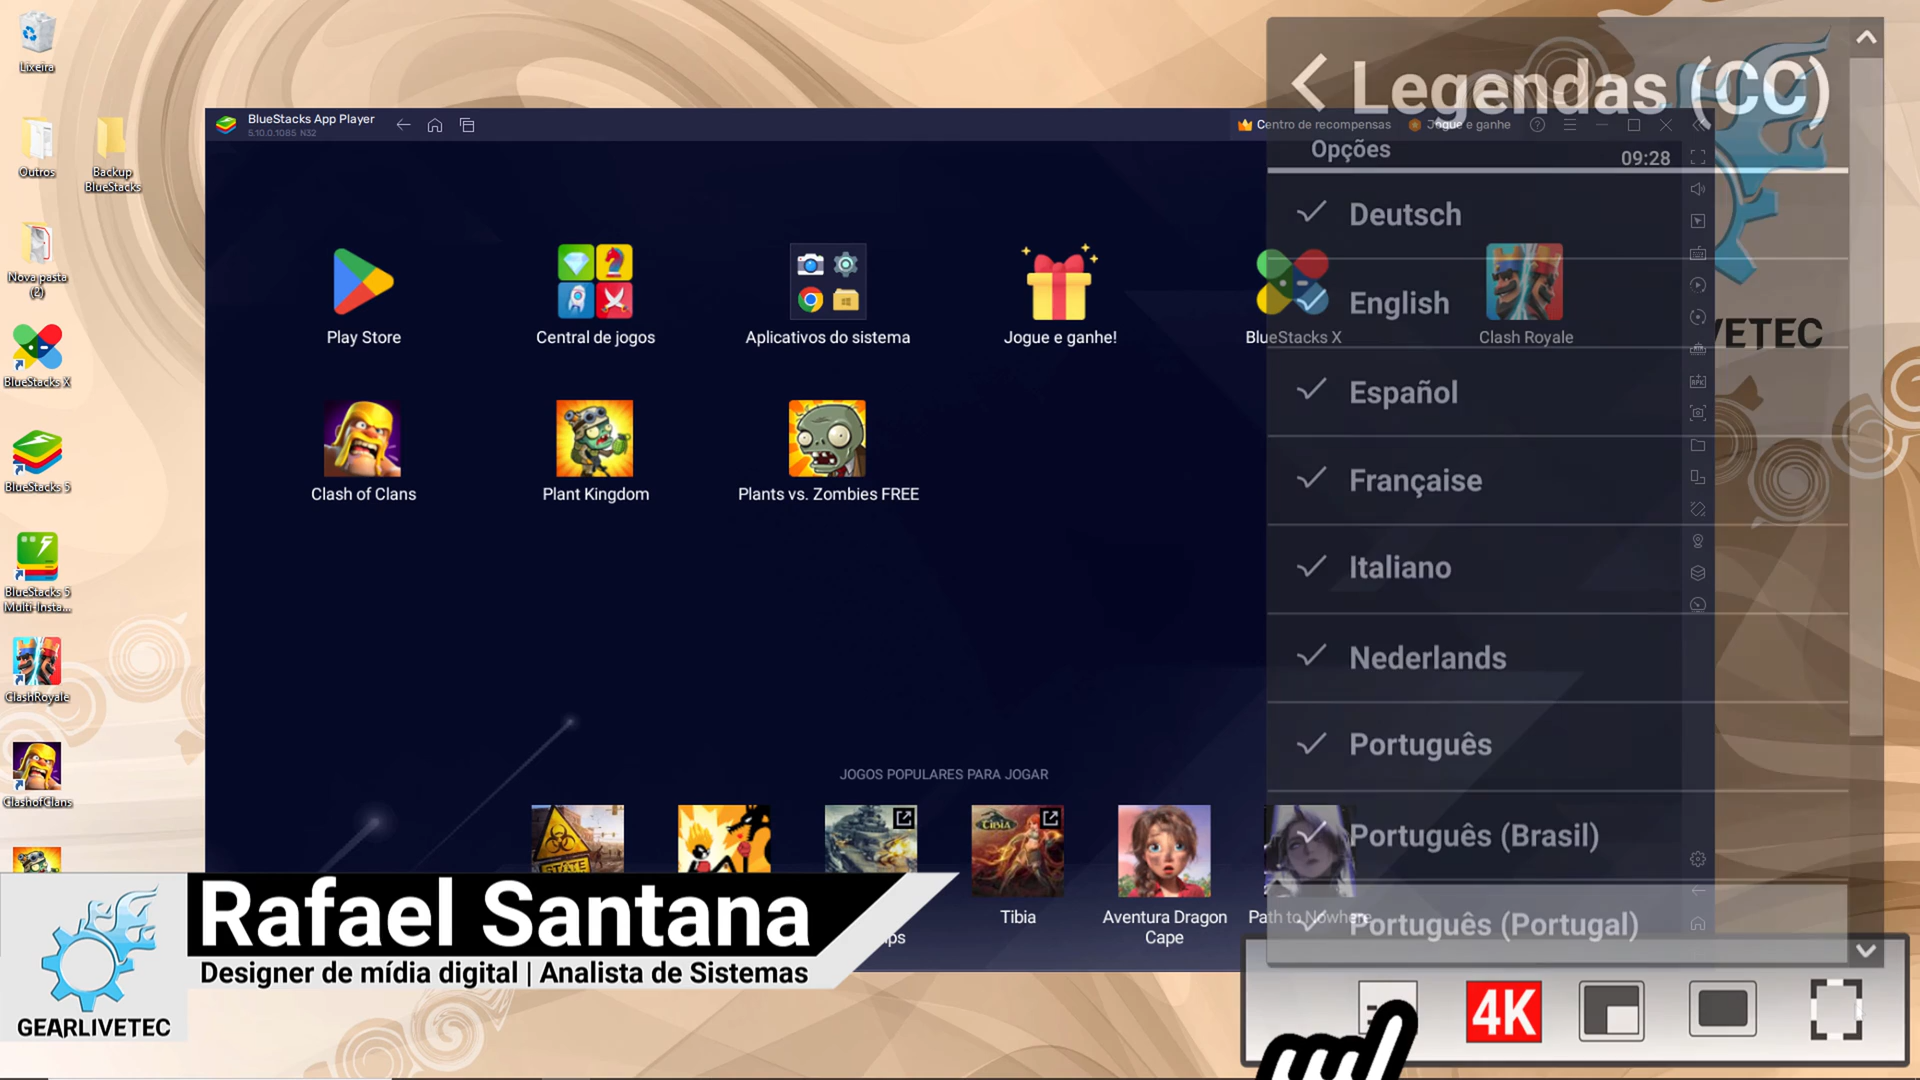 Lixeira
Outros
Backup
BlueStacks
Nova pasta
(2)
BlueStacks X
BlueStacks 5
BlueStacks 5
Multi-Insta...
ClashRoyale
ClashofClans
BlueStacks App Player
5.10.0.1085 N32
Centro de recompensas
Jogue e ganhe
Play Store
Central de jogos
Aplicativos do sistema
Jogue e ganhe!
BlueStacks X
Clash Royale
Clash of Clans
Plant Kingdom
Plants vs. Zombies FREE
JOGOS POPULARES PARA JOGAR
STATE
TIBIA
ps
Tibia
Aventura Dragon
Cape
Path to Nowhere
Legendas (CC)
Opções
09:28
Deutsch
English
Español
Française
Italiano
Nederlands
Português
Português (Brasil)
Português (Portugal)
VETEC
4K
Rafael Santana
Designer de mídia digital | Analista de Sistemas
GEARLIVETEC